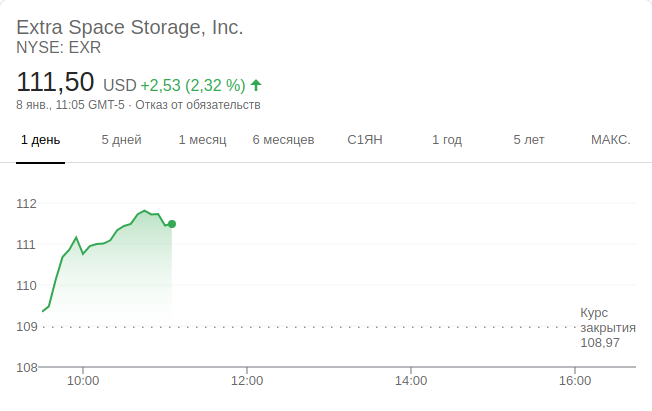 Extra Space Storage, Inc.
NYSE: EXR
111,50 USD +2,53 (2,32 %)
8 янв., 11:05 GMT-5 · Отказ от обязательств
1 день 5 дней 1 месяц 6 месяцев С1ЯН 1 год 5 лет МАКС.
112
111
110
109
108
Курс
закрытия
108,97
10:00 12:00 14:00 16:00